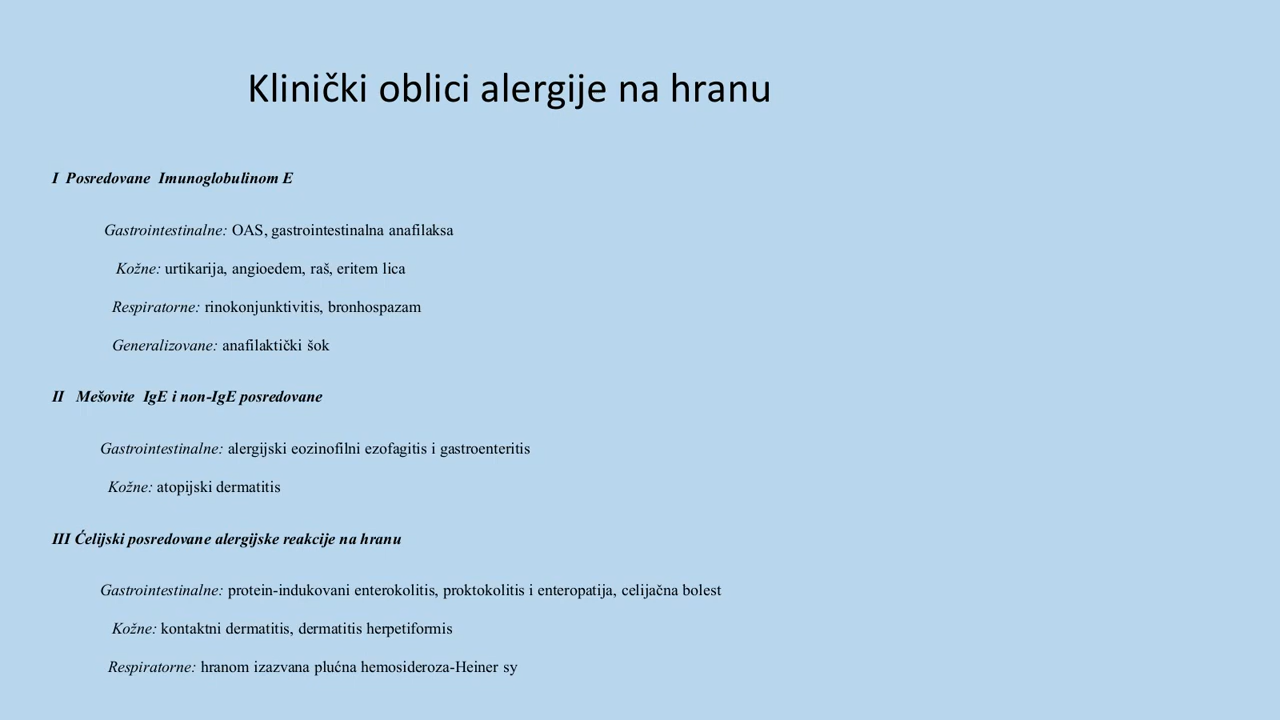 Klinički oblici alergije na hranu
I Posredovane Imunoglobulinom E
Gastrointestinalne: OAS, gastrointestinalna anafilaksa
Kožne: urtikarija, angioedem, raš, eritem lica
Respiratorne: rinokonjunktivitis, bronhospazam
Generalizovane: anafilaktički šok
II Mešovite IgE i non-IgE posredovane
Gastrointestinalne: alergijski eozinofilni ezofagitis i gastroenteritis
Kožne: atopijski dermatitis
III Ćelijski posredovane alergijske reakcije na hranu
Gastrointestinalne: protein-indukovani enterokolitis, proktokolitis i enteropatija, celijačna bolest
Kožne: kontaktni dermatitis, dermatitis herpetiformis
Respiratorne: hranom izazvana plućna hemosideroza-Heiner sy